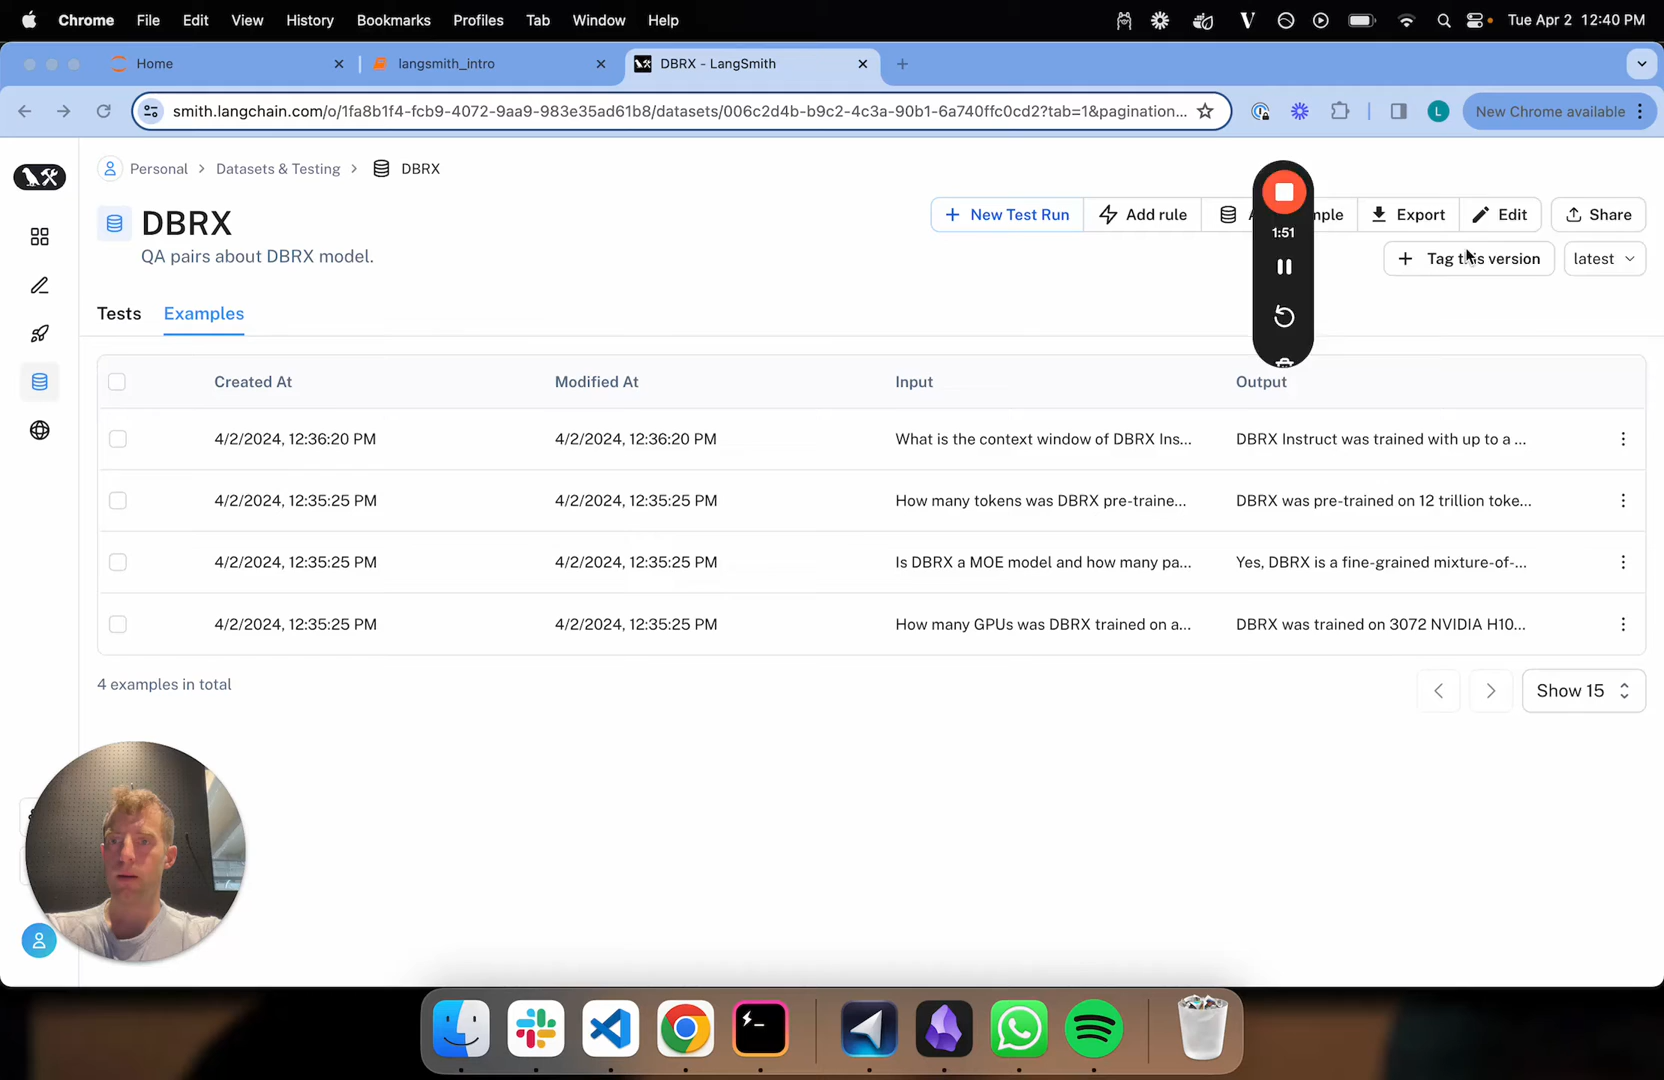 Chrome File Edit View History Bookmarks Profiles Tab Window Help Tue Apr 2 12:40 PM
Home langsmith_intro DBRX - LangSmith
smith.langchain.com/o/1fa8b1f4-fcb9-4072-9aa9-983e35ad61b8/datasets/006c2d4b-b9c2-4c3a-90b1-6a740ffc0cd2?tab=1&pagination... L New Chrome available
Personal > Datasets & Testing > DBRX
DBRX
QA pairs about DBRX model.
+ New Test Run Add rule Export Edit Share
1:51
+ Tag this version latest
Tests Examples
Created At Modified At Input Output
4/2/2024, 12:36:20 PM 4/2/2024, 12:36:20 PM What is the context window of DBRX Ins... DBRX Instruct was trained with up to a ...
4/2/2024, 12:35:25 PM 4/2/2024, 12:35:25 PM How many tokens was DBRX pre-traine... DBRX was pre-trained on 12 trillion toke...
4/2/2024, 12:35:25 PM 4/2/2024, 12:35:25 PM Is DBRX a MOE model and how many pa... Yes, DBRX is a fine-grained mixture-of-...
4/2/2024, 12:35:25 PM 4/2/2024, 12:35:25 PM How many GPUs was DBRX trained on a... DBRX was trained on 3072 NVIDIA H10...
4 examples in total
Show 15